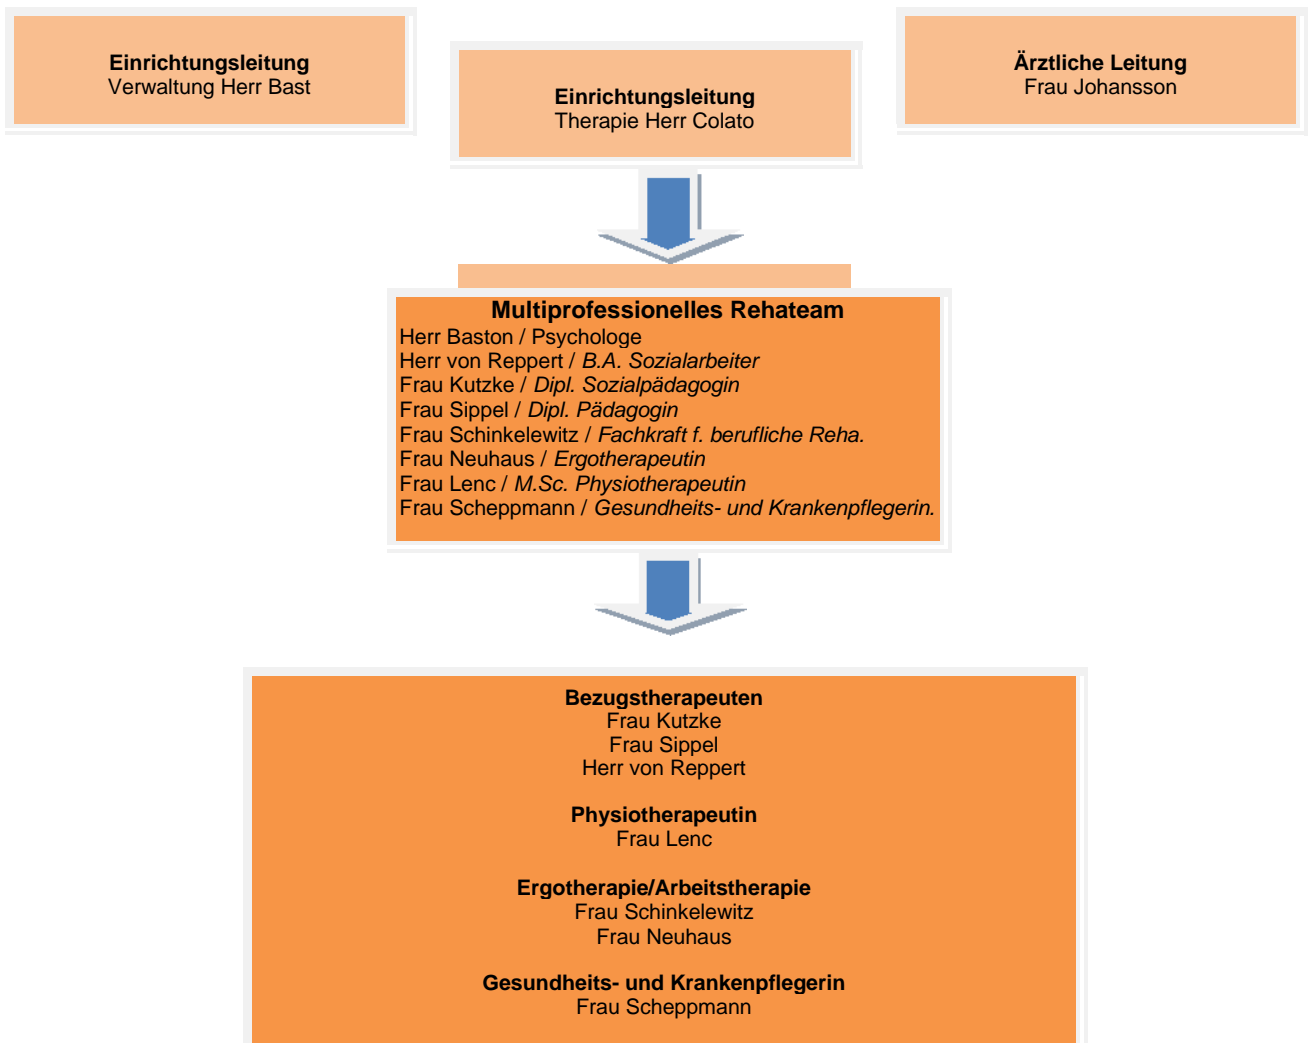 Einrichtungsleitung
Verwaltung Herr Bast
Einrichtungsleitung
Therapie Herr Colato
Ärztliche Leitung
Frau Johansson
Multiprofessionelles Rehateam
Herr Baston / Psychologe
Herr von Reppert / B.A. Sozialarbeiter
Frau Kutzke / Dipl. Sozialpädagogin
Frau Sippel / Dipl. Pädagogin
Frau Schinkelewitz / Fachkraft f. berufliche Reha.
Frau Neuhaus / Ergotherapeutin
Frau Lenc / M.Sc. Physiotherapeutin
Frau Scheppmann / Gesundheits- und Krankenpflegerin.
Bezugstherapeuten
Frau Kutzke
Frau Sippel
Herr von Reppert
Physiotherapeutin
Frau Lenc
Ergotherapie/Arbeitstherapie
Frau Schinkelewitz
Frau Neuhaus
Gesundheits- und Krankenpflegerin
Frau Scheppmann